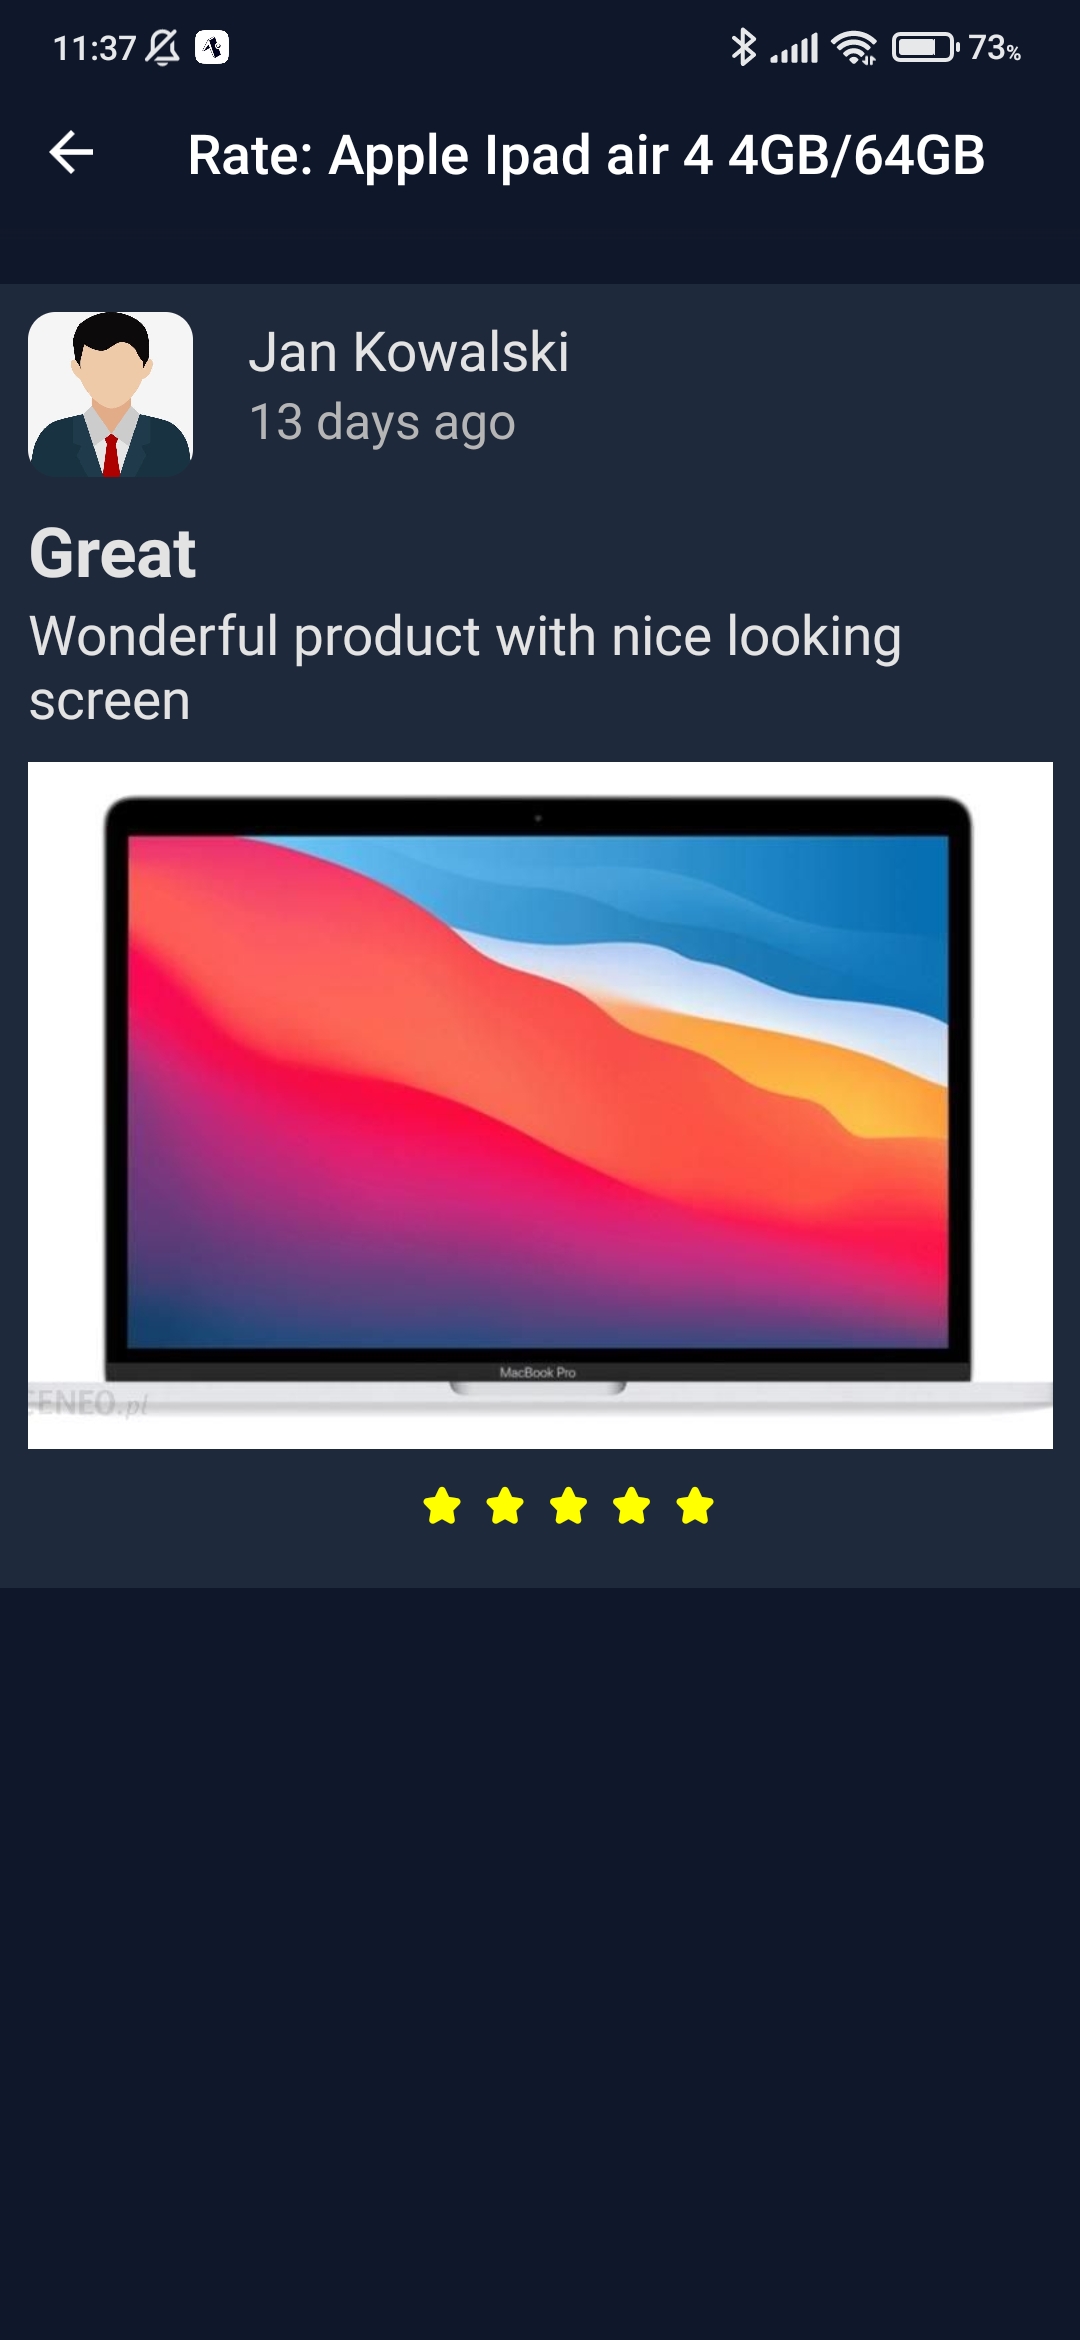 11:37 73%
Rate: Apple Ipad air 4 4GB/64GB
Jan Kowalski
13 days ago
Great
Wonderful product with nice looking
screen
MacBook Pro
CENEO.pl